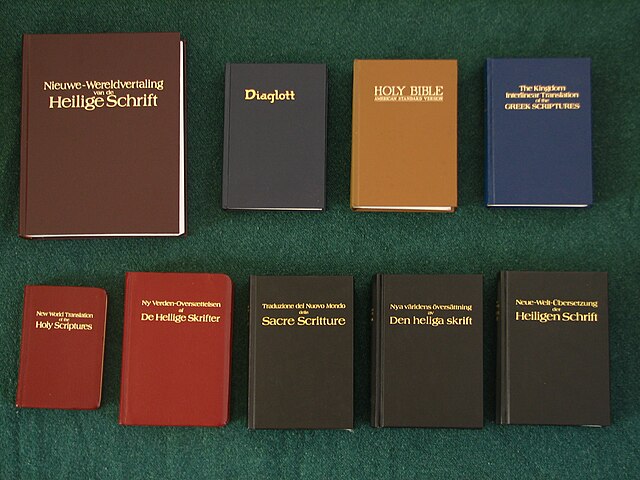 Nieuwe-Wereldvertaling
van de
Heilige Schrift
Diaglott
HOLY BIBLE
AMERICAN STANDARD VERSION
The Kingdom
Interlinear Translation
of the
GREEK SCRIPTURES
New World Translation
of the
Holy Scriptures
Ny Verden-Oversættelsen
af
De Hellige Skrifter
Traduzione del Nuovo Mondo
delle
Sacre Scritture
Nya världens översättning
av
Den heliga skrift
Neue-Welt-Übersetzung
der
Heiligen Schrift